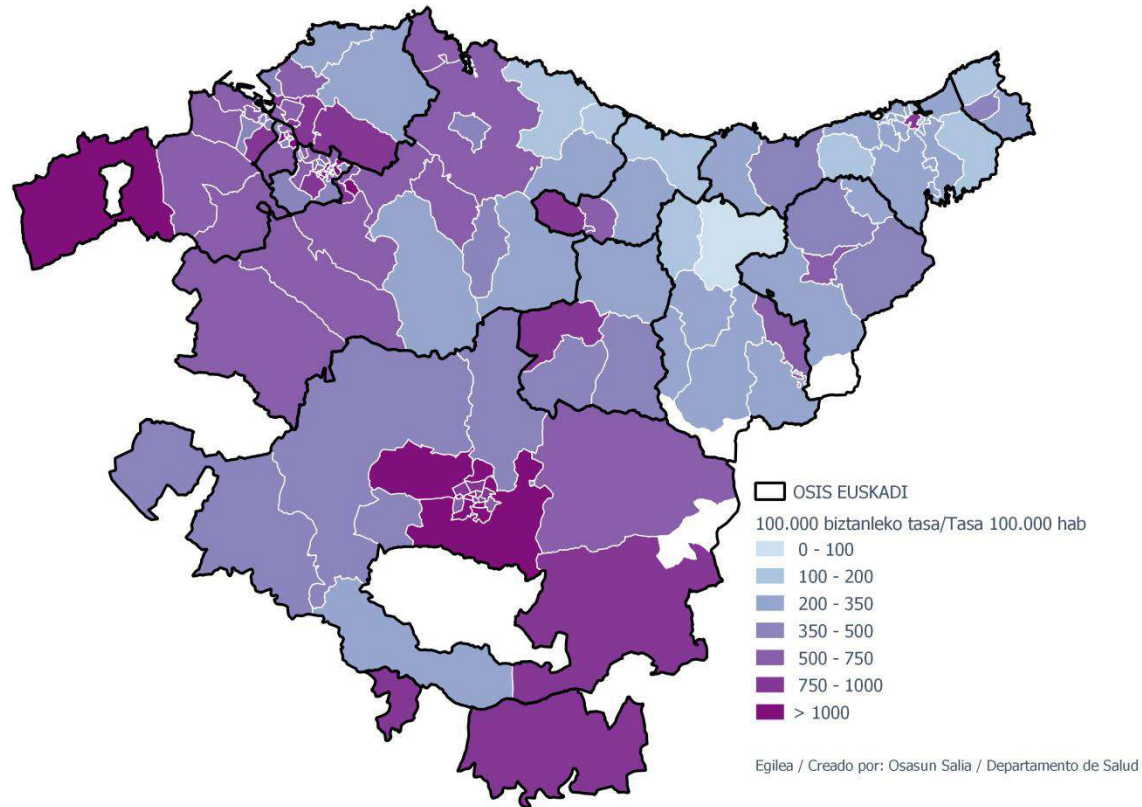 OSIS EUSKADI
100.000 biztanleko tasa/Tasa 100.000 hab
0 - 100
100 - 200
200 - 350
350 - 500
500 - 750
750 - 1000
> 1000
Egilea / Creado por: Osasun Salia / Departamento de Salud